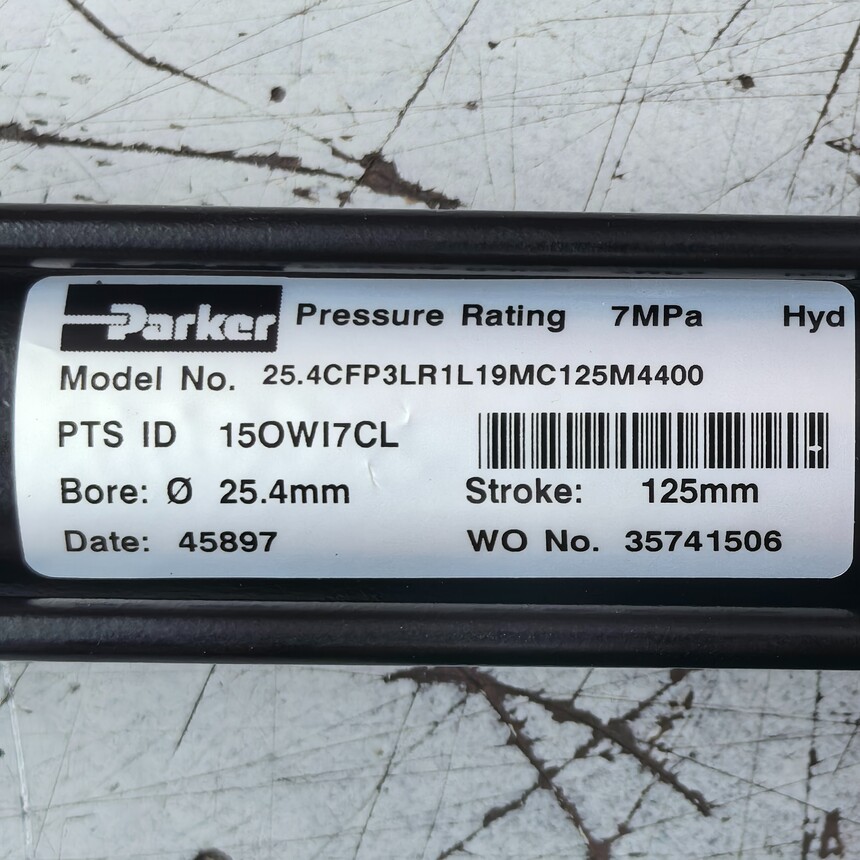 Parker Pressure Rating 7MPa Hyd
Model No. 25.4CFP3LR1L19MC125M4400
PTS ID 15OWI7CL
Bore: Ø 25.4mm Stroke: 125mm
Date: 45897 WO No. 35741506